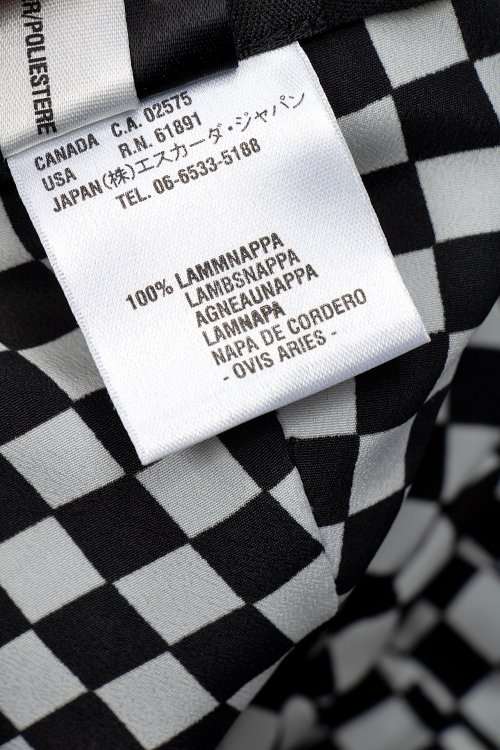 R/POLIESTERE
CANADA C.A. 02575
USA R.N. 61891
JAPAN (株)エスカーダ・ジャパン
TEL. 06-6533-5188
100% LAMMNAPPA
LAMBSNAPPA
AGNEAUNAPPA
LAMNAPA
NAPA DE CORDERO
- OVIS ARIES -